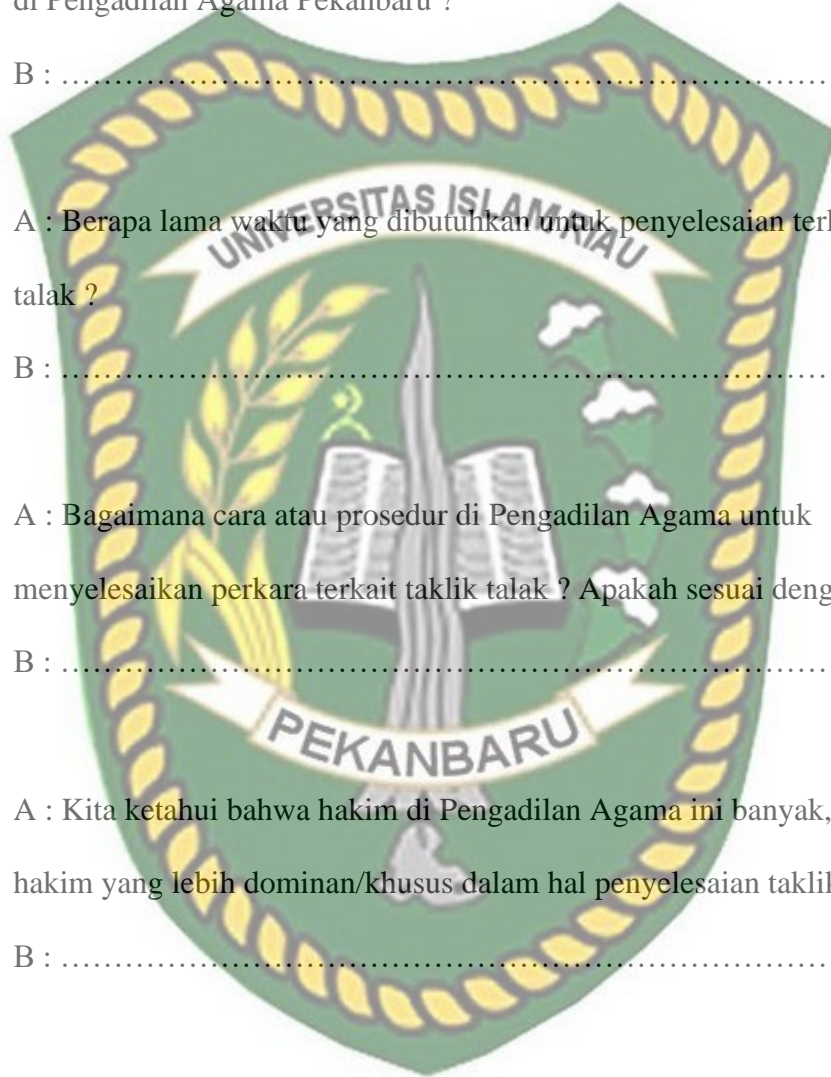 di Pengadilan Agama Pekanbaru ?
B : ……………………………………………………………
UNIVERSITAS ISLAM RIAU
A : Berapa lama waktu yang dibutuhkan untuk penyelesaian
talak ?
B : ……………………………………………………………
A : Bagaimana cara atau prosedur di Pengadilan Agama untuk
menyelesaikan perkara terkait taklik talak ? Apakah sesuai
B : ……………………………………………………………
PEKANBARU
A : Kita ketahui bahwa hakim di Pengadilan Agama ini banyak,
hakim yang lebih dominan/khusus dalam hal penyelesaian taklik
B : ……………………………………………………………